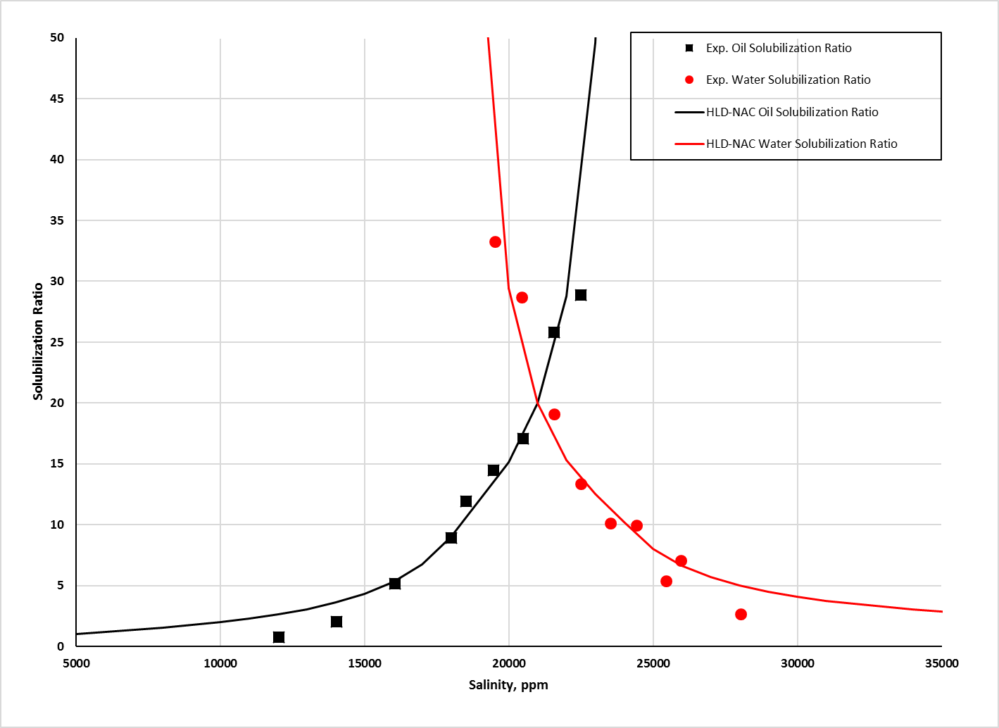 50
45
40
35
30
25
20
15
10
5
0
Solubilization Ratio
5000 10000 15000 20000 25000 30000 35000
Salinity, ppm
Exp. Oil Solubilization Ratio
Exp. Water Solubilization Ratio
HLD-NAC Oil Solubilization Ratio
HLD-NAC Water Solubilization Ratio